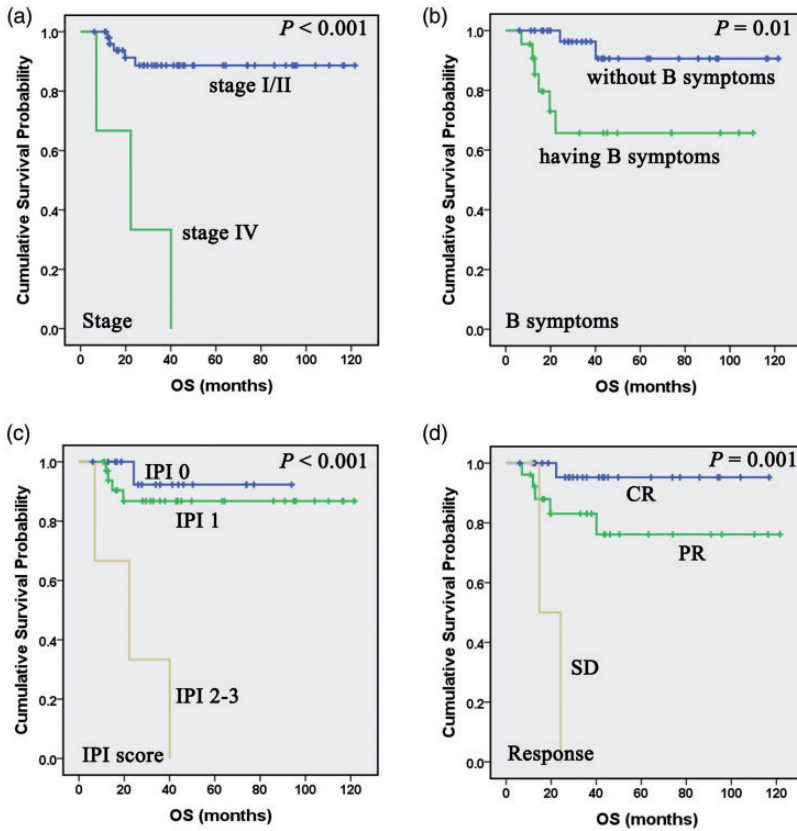 (a)
P < 0.001
Cumulative Survival Probability
1.0
0.8
0.6
0.4
0.2
0.0
stage I/II
stage IV
Stage
0 20 40 60 80 100 120
OS (months)
(b)
P = 0.01
Cumulative Survival Probability
1.0
0.8
0.6
0.4
0.2
0.0
without B symptoms
having B symptoms
B symptoms
0 20 40 60 80 100 120
OS (months)
(c)
P < 0.001
Cumulative Survival Probability
1.0
0.8
0.6
0.4
0.2
0.0
IPI 0
IPI 1
IPI 2-3
IPI score
0 20 40 60 80 100 120
OS (months)
(d)
P = 0.001
Cumulative Survival Probability
1.0
0.8
0.6
0.4
0.2
0.0
CR
PR
SD
Response
0 20 40 60 80 100 120
OS (months)